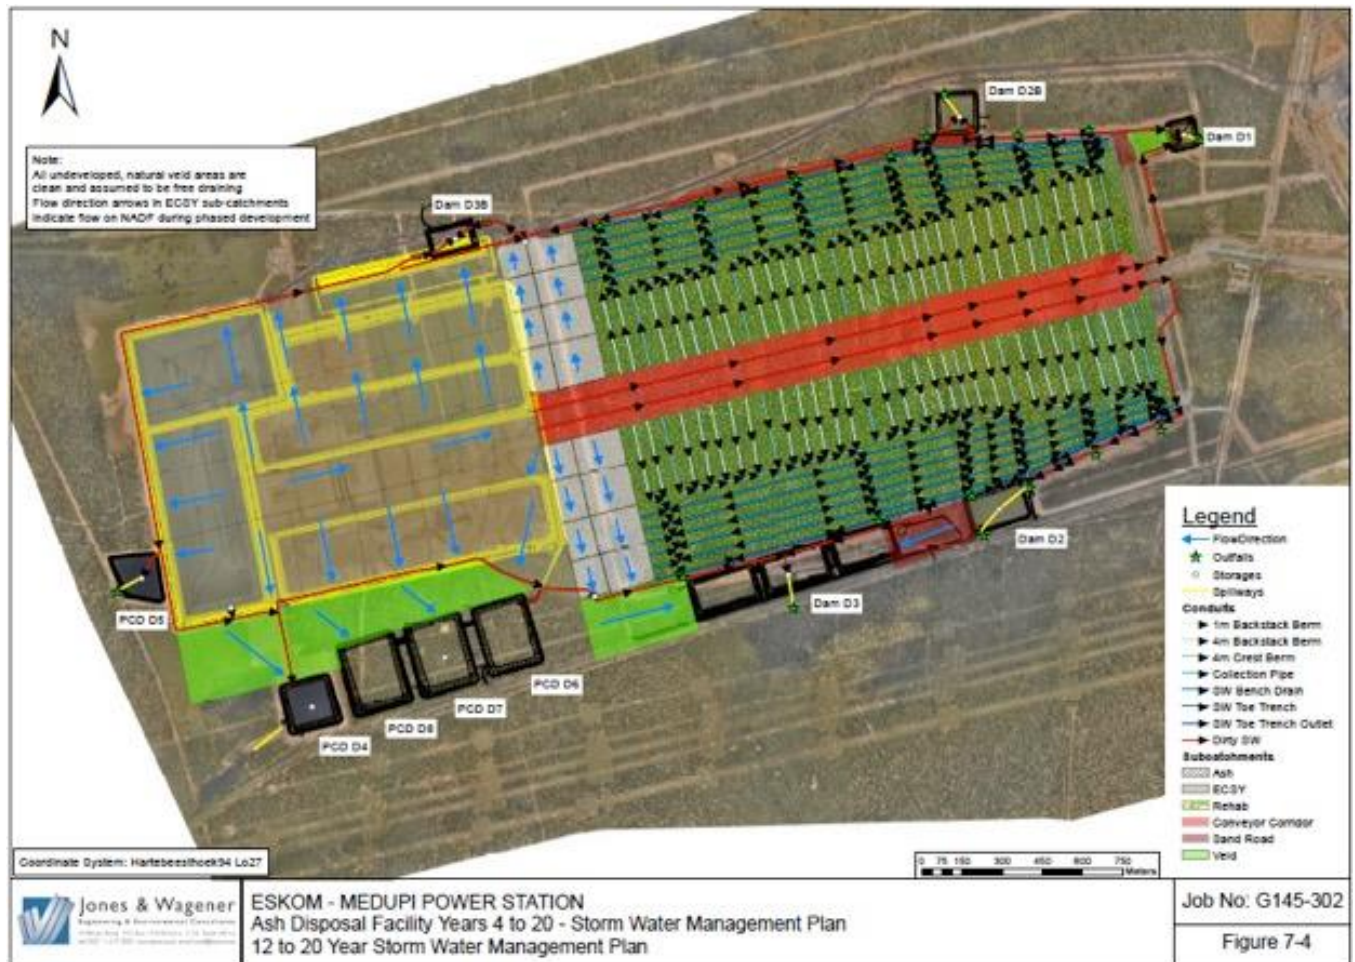 N
Note:
All undeveloped, natural veld areas are
clean and assumed to be free draining
Flow direction arrows in ECSY sub-catchments
indicate flow on NADF during phased development
Dam D2B
Dam D1
Dam D3B
Dam D2
Dam D3
PCD D5
PCD D6
PCD D7
PCD D8
PCD D4
Legend
FlowDirection
Outfalls
Storages
Spillways
Conduits
1m Backstack Berm
4m Backstack Berm
4m Crest Berm
Collection Pipe
SW Bench Drain
SW Toe Trench
SW Toe Trench Outlet
Dirty SW
Subcatchments
Ash
ECSY
Rehab
Conveyor Corridor
Sand Road
Veld
Coordinate System: Hartebeesthoek94 Lo27
0 75 150 300 450 600 750
Meters
Jones & Wagener
Engineering & Environmental Consultants
ESKOM - MEDUPI POWER STATION
Ash Disposal Facility Years 4 to 20 - Storm Water Management Plan
12 to 20 Year Storm Water Management Plan
Job No: G145-302
Figure 7-4